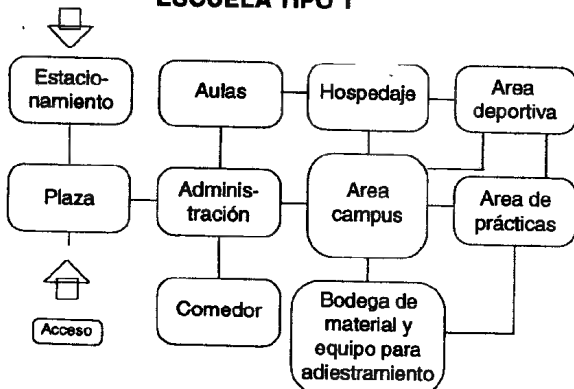 ESCUELA TIPO 1
Estacio-
namiento
Aulas
Hospedaje
Area
deportiva
Plaza
Adminis-
tración
Area
campus
Area de
prácticas
Acceso
Comedor
Bodega de
material y
equipo para
adiestramiento